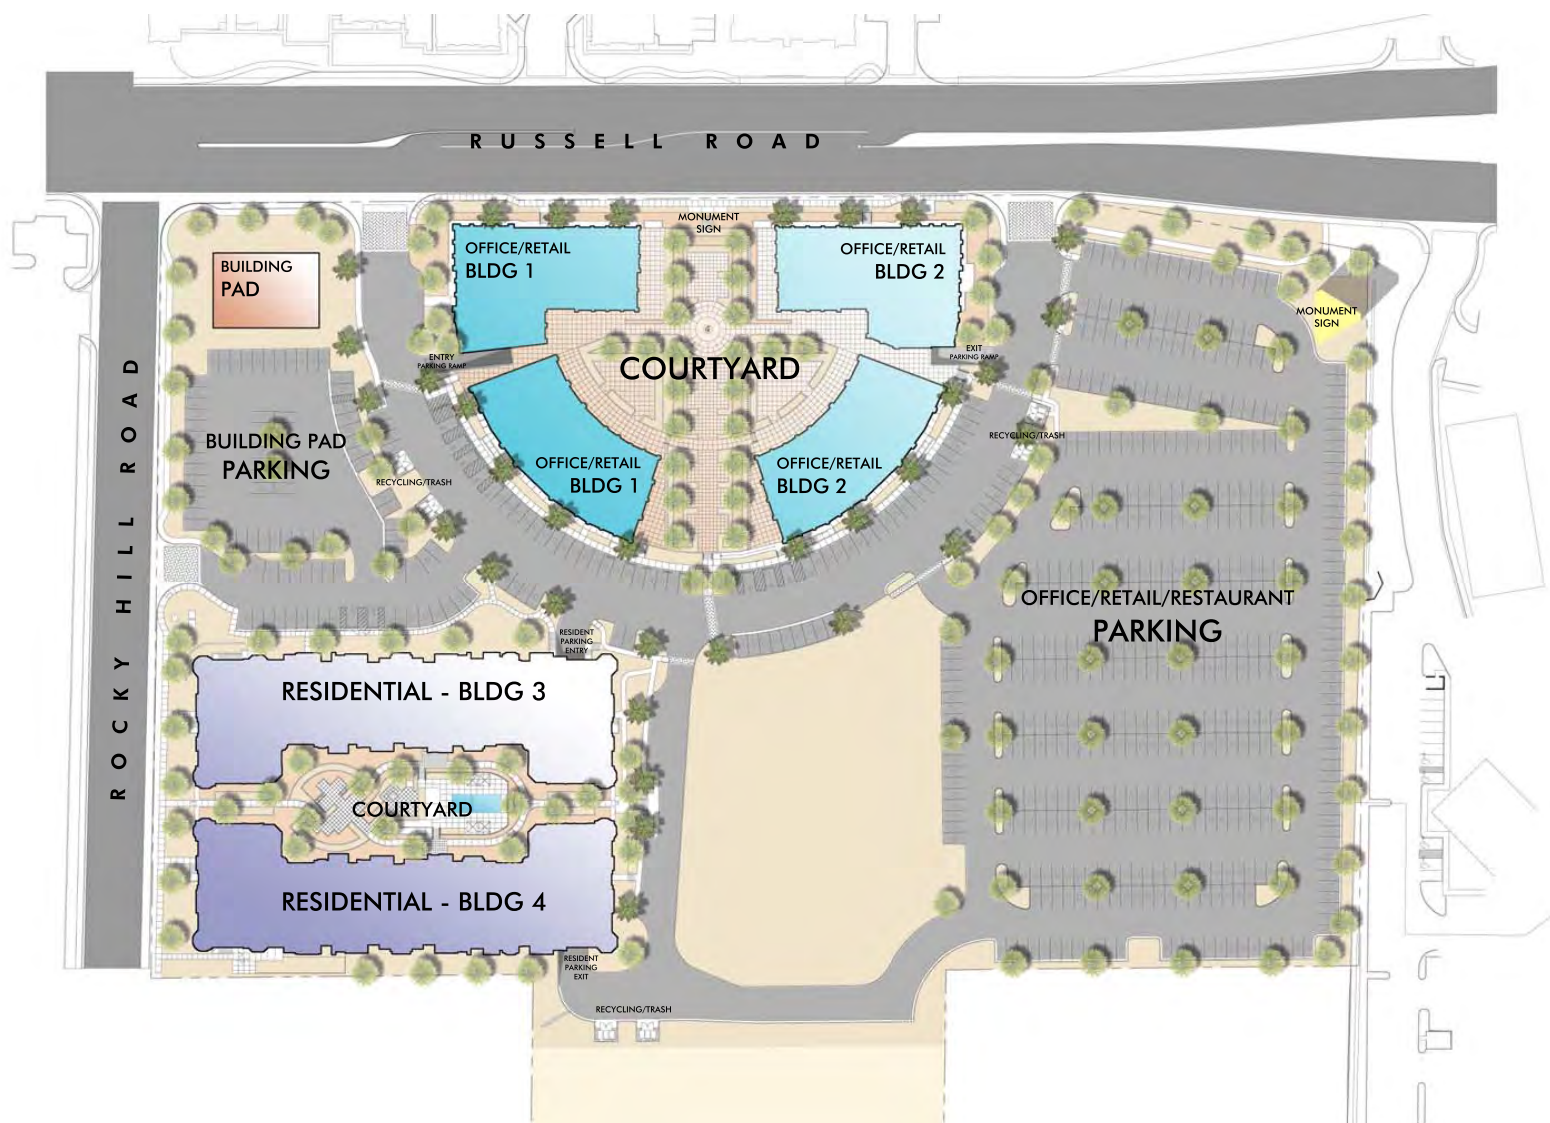 RUSSELL ROAD
MONUMENT
SIGN
OFFICE/RETAIL
BLDG 1
OFFICE/RETAIL
BLDG 2
BUILDING
PAD
MONUMENT
SIGN
ENTRY
PARKING RAMP
EXIT
PARKING RAMP
COURTYARD
ROCKY HILL ROAD
BUILDING PAD
PARKING
RECYCLING/TRASH
RECYCLING/TRASH
OFFICE/RETAIL
BLDG 1
OFFICE/RETAIL
BLDG 2
OFFICE/RETAIL/RESTAURANT
PARKING
RESIDENT
PARKING
ENTRY
RESIDENTIAL - BLDG 3
COURTYARD
RESIDENTIAL - BLDG 4
RESIDENT
PARKING
EXIT
RECYCLING/TRASH